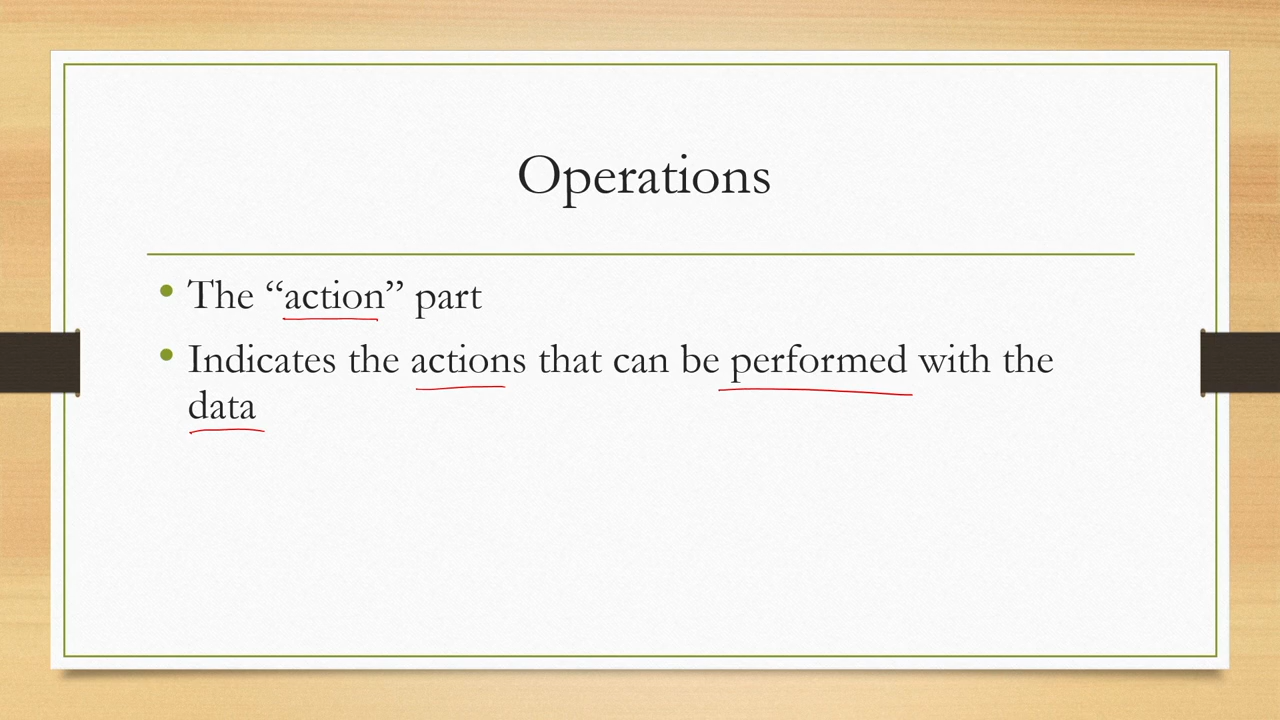 Operations
• The “action” part
• Indicates the actions that can be performed with the
data